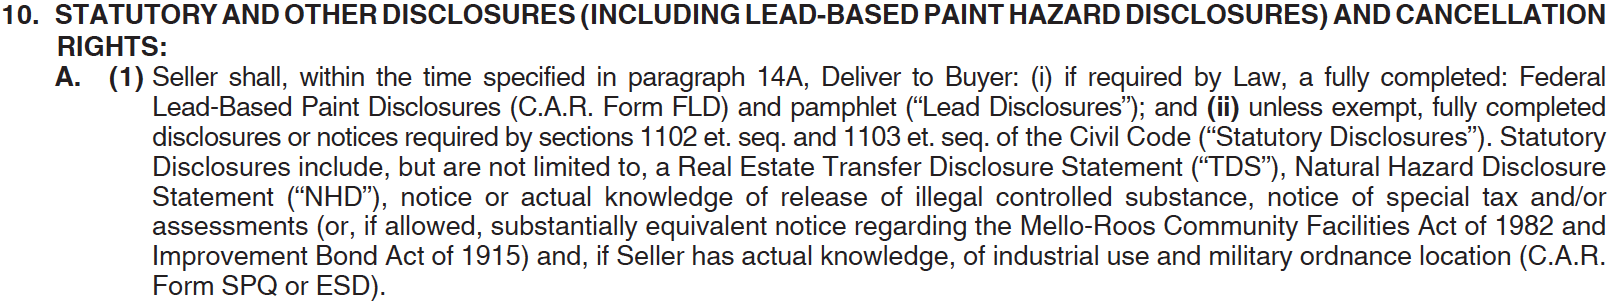 10. STATUTORY AND OTHER DISCLOSURES (INCLUDING LEAD-BASED PAINT HAZARD DISCLOSURES) AND CANCELLATION
RIGHTS:
A. (1) Seller shall, within the time specified in paragraph 14A, Deliver to Buyer: (i) if required by Law, a fully completed: Federal
Lead-Based Paint Disclosures (C.A.R. Form FLD) and pamphlet (“Lead Disclosures”); and (ii) unless exempt, fully completed
disclosures or notices required by sections 1102 et. seq. and 1103 et. seq. of the Civil Code (“Statutory Disclosures”). Statutory
Disclosures include, but are not limited to, a Real Estate Transfer Disclosure Statement (“TDS”), Natural Hazard Disclosure
Statement (“NHD”), notice or actual knowledge of release of illegal controlled substance, notice of special tax and/or
assessments (or, if allowed, substantially equivalent notice regarding the Mello-Roos Community Facilities Act of 1982 and
Improvement Bond Act of 1915) and, if Seller has actual knowledge, of industrial use and military ordnance location (C.A.R.
Form SPQ or ESD).